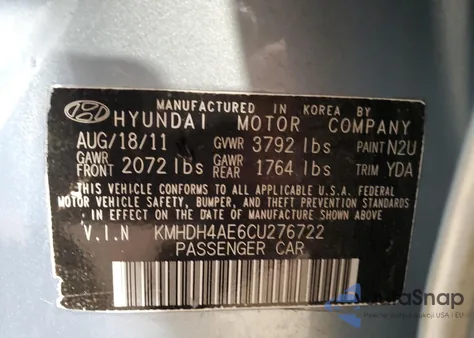 MANUFACTURED IN KOREA BY
HYUNDAI MOTOR COMPANY
AUG/18/11 GVWR 3792 lbs PAINT N2U
GAWR FRONT 2072 lbs GAWR REAR 1764 lbs TRIM YDA
THIS VEHICLE CONFORMS TO ALL APPLICABLE U.S.A. FEDERAL
MOTOR VEHICLE SAFETY, BUMPER, AND THEFT PREVENTION STANDARDS
IN EFFECT ON THE DATE OF MANUFACTURE SHOWN ABOVE.
V.I.N KMHDH4AE6CU276722
PASSENGER CAR
AutaSnap